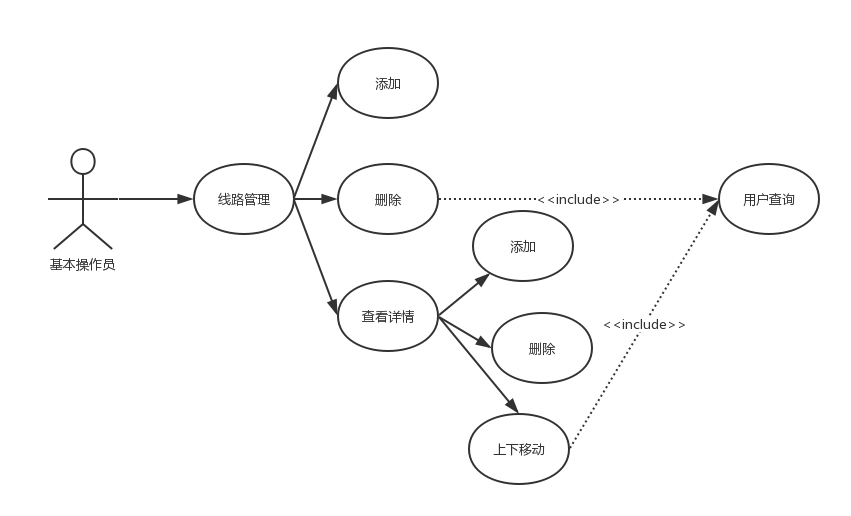 添加
线路管理
删除
<<include>>
用户查询
添加
基本操作员
查看详情
<<include>>
删除
上下移动